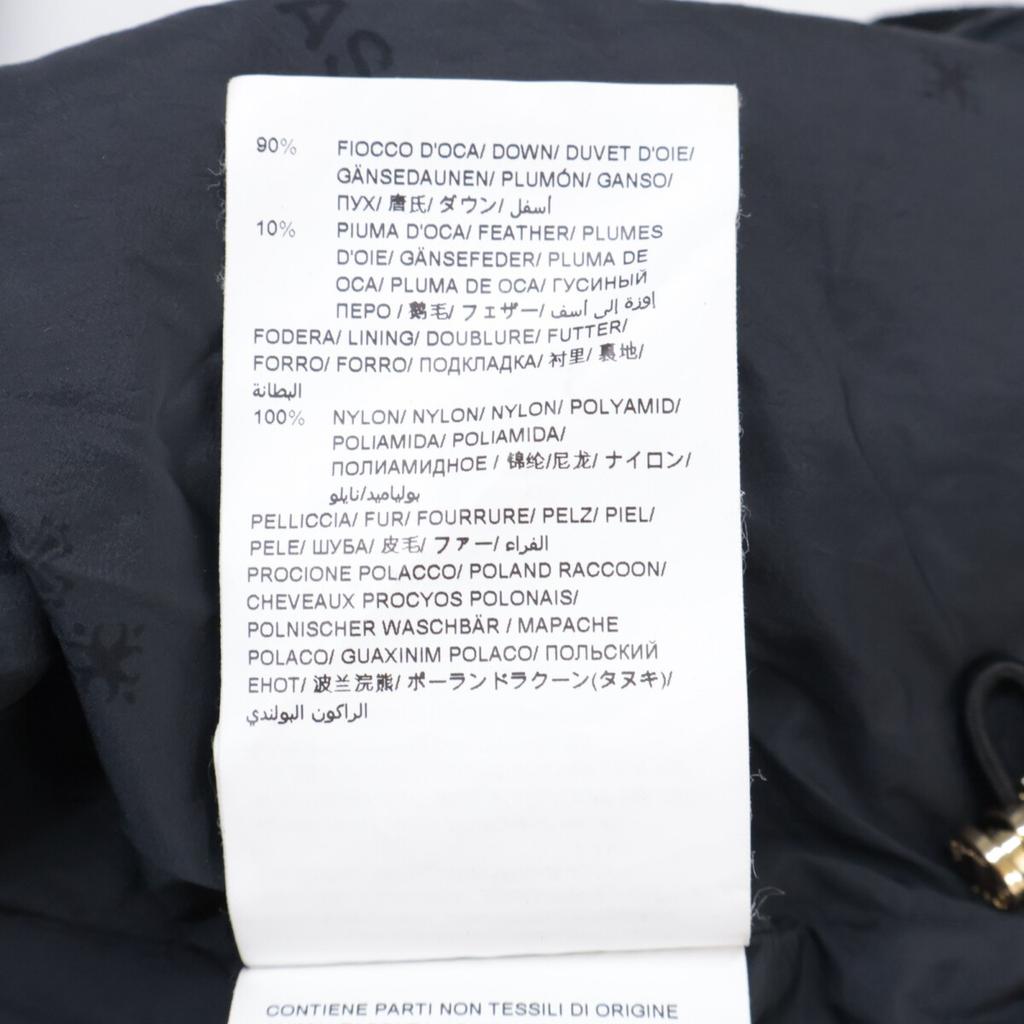 AS
90% FIOCCO D'OCA/ DOWN/ DUVET D'OIE/
GÄNSEDAUNEN/ PLUMÓN/ GANSO/
ПУХ/ 唐氏/ ダウン/ أسفل
10% PIUMA D'OCA/ FEATHER/ PLUMES
D'OIE/ GÄNSEFEDER/ PLUMA DE
OCA/ PLUMA DE OCA/ ГУСИНЫЙ
ПЕРО / 鹅毛/ フェザー/ اوزة إلى أسف
FODERA/ LINING/ DOUBLURE/ FUTTER/
FORRO/ FORRO/ ПОДКЛАДКА/ 衬里/ 裏地/
البطانة
100% NYLON/ NYLON/ NYLON/ POLYAMID/
POLIAMIDA/ POLIAMIDA/
ПОЛИАМИДНОЕ / 锦纶/尼龙/ ナイロン/
بولياميد/نايلو
PELLICCIA/ FUR/ FOURRURE/ PELZ/ PIEL/
PELE/ ШУБА/ 皮毛/ ファー/ الفراء
PROCIONE POLACCO/ POLAND RACCOON/
CHEVEAUX PROCYOS POLONAIS/
POLNISCHER WASCHBÄR / MAPACHE
POLACO/ GUAXINIM POLACO/ ПОЛЬСКИЙ
ЕНОТ/ 波兰浣熊/ ポーランドラクーン(タヌキ)/
الراكون البولندي
CONTIENE PARTI NON TESSILI DI ORIGINE